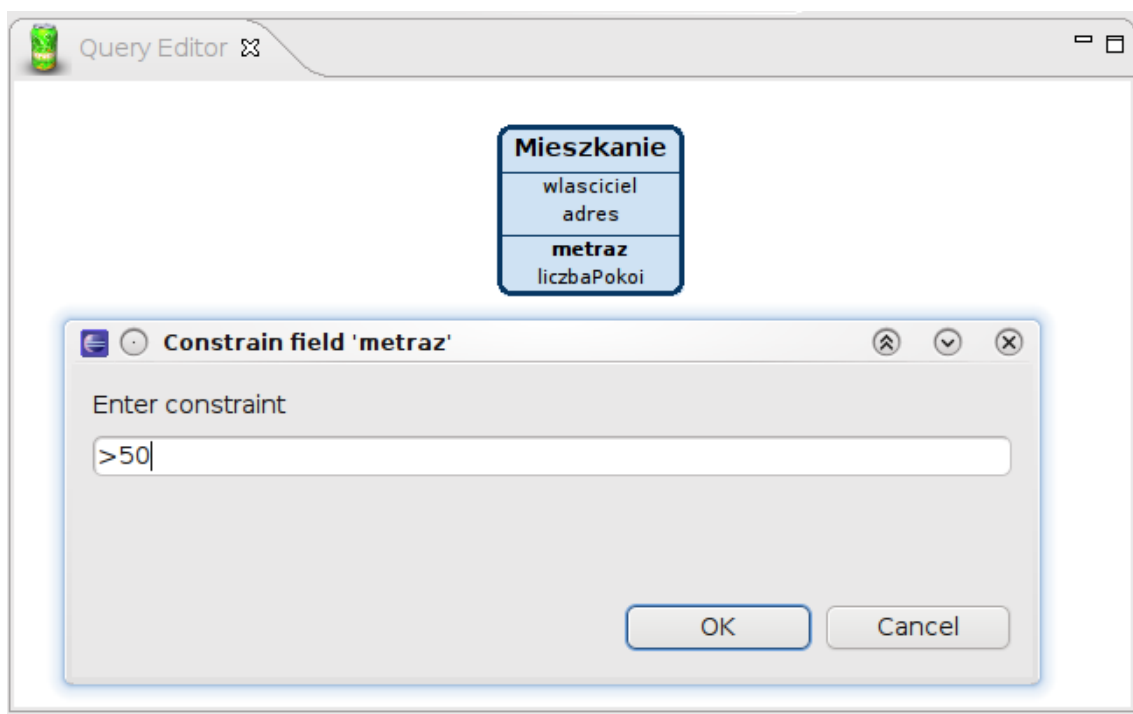 Query Editor
Mieszkanie
wlasciciel
adres
metraz
liczbaPokoi
Constrain field 'metraz'
Enter constraint
>50
OK Cancel